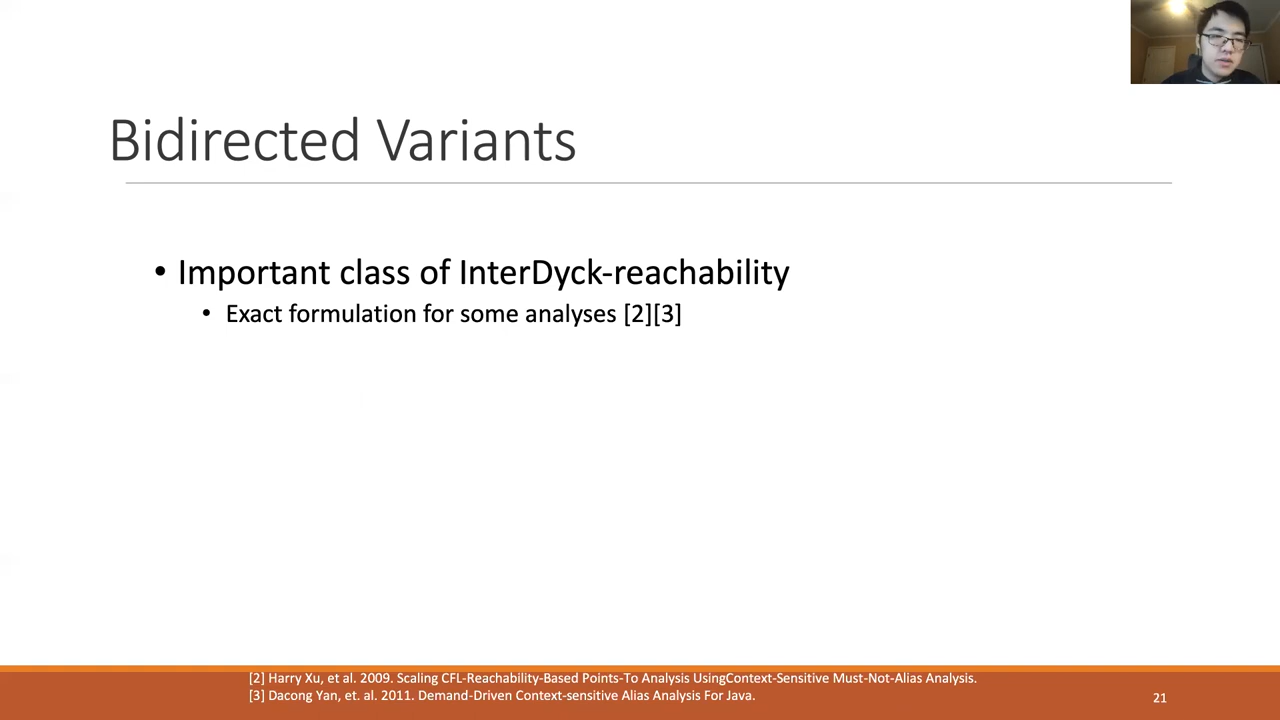 Bidirected Variants
• Important class of InterDyck-reachability
• Exact formulation for some analyses [2][3]
[2] Harry Xu, et al. 2009. Scaling CFL-Reachability-Based Points-To Analysis UsingContext-Sensitive Must-Not-Alias Analysis.
[3] Dacong Yan, et. al. 2011. Demand-Driven Context-sensitive Alias Analysis For Java.
21